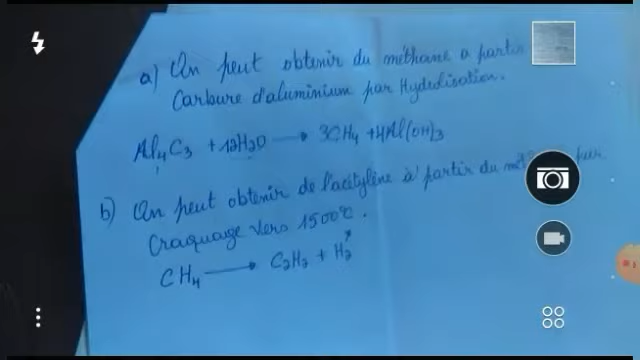 a) On peut obtenir du méthane a partir
Carbure d'aluminium par Hydrolisation.
Al4C3 + 12H2O → 3CH4 + 4Al(OH)3
b) On peut obtenir de l'acétylène à partir du par
Craquage vers 1500°C.
CH4 → C2H2 + H2